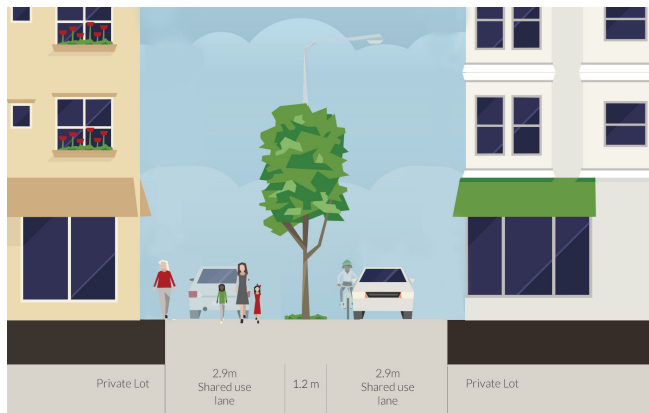 Private Lot
2.9m
Shared use
lane
1.2 m
2.9m
Shared use
lane
Private Lot